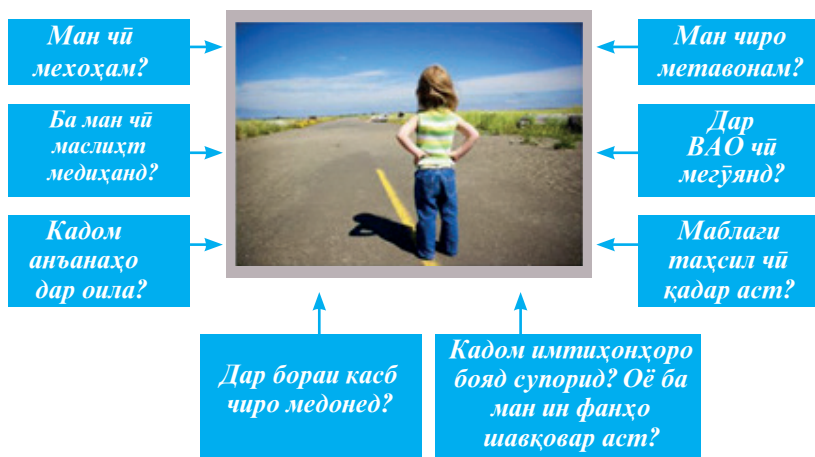 Ман чӣ
мехоҳам?
Ман чиро
метавонам?
Ба ман чӣ
маслиҳт
медиҳанд?
Дар
ВАО чӣ
мегӯянд?
Кадом
анъанаҳо
дар оила?
Маблағи
таҳсил чӣ
қадар аст?
Дар бораи касб
чиро медонед?
Кадом имтиҳонҳоро
бояд супорид? Оё ба
ман ин фанҳо
шавқовар аст?